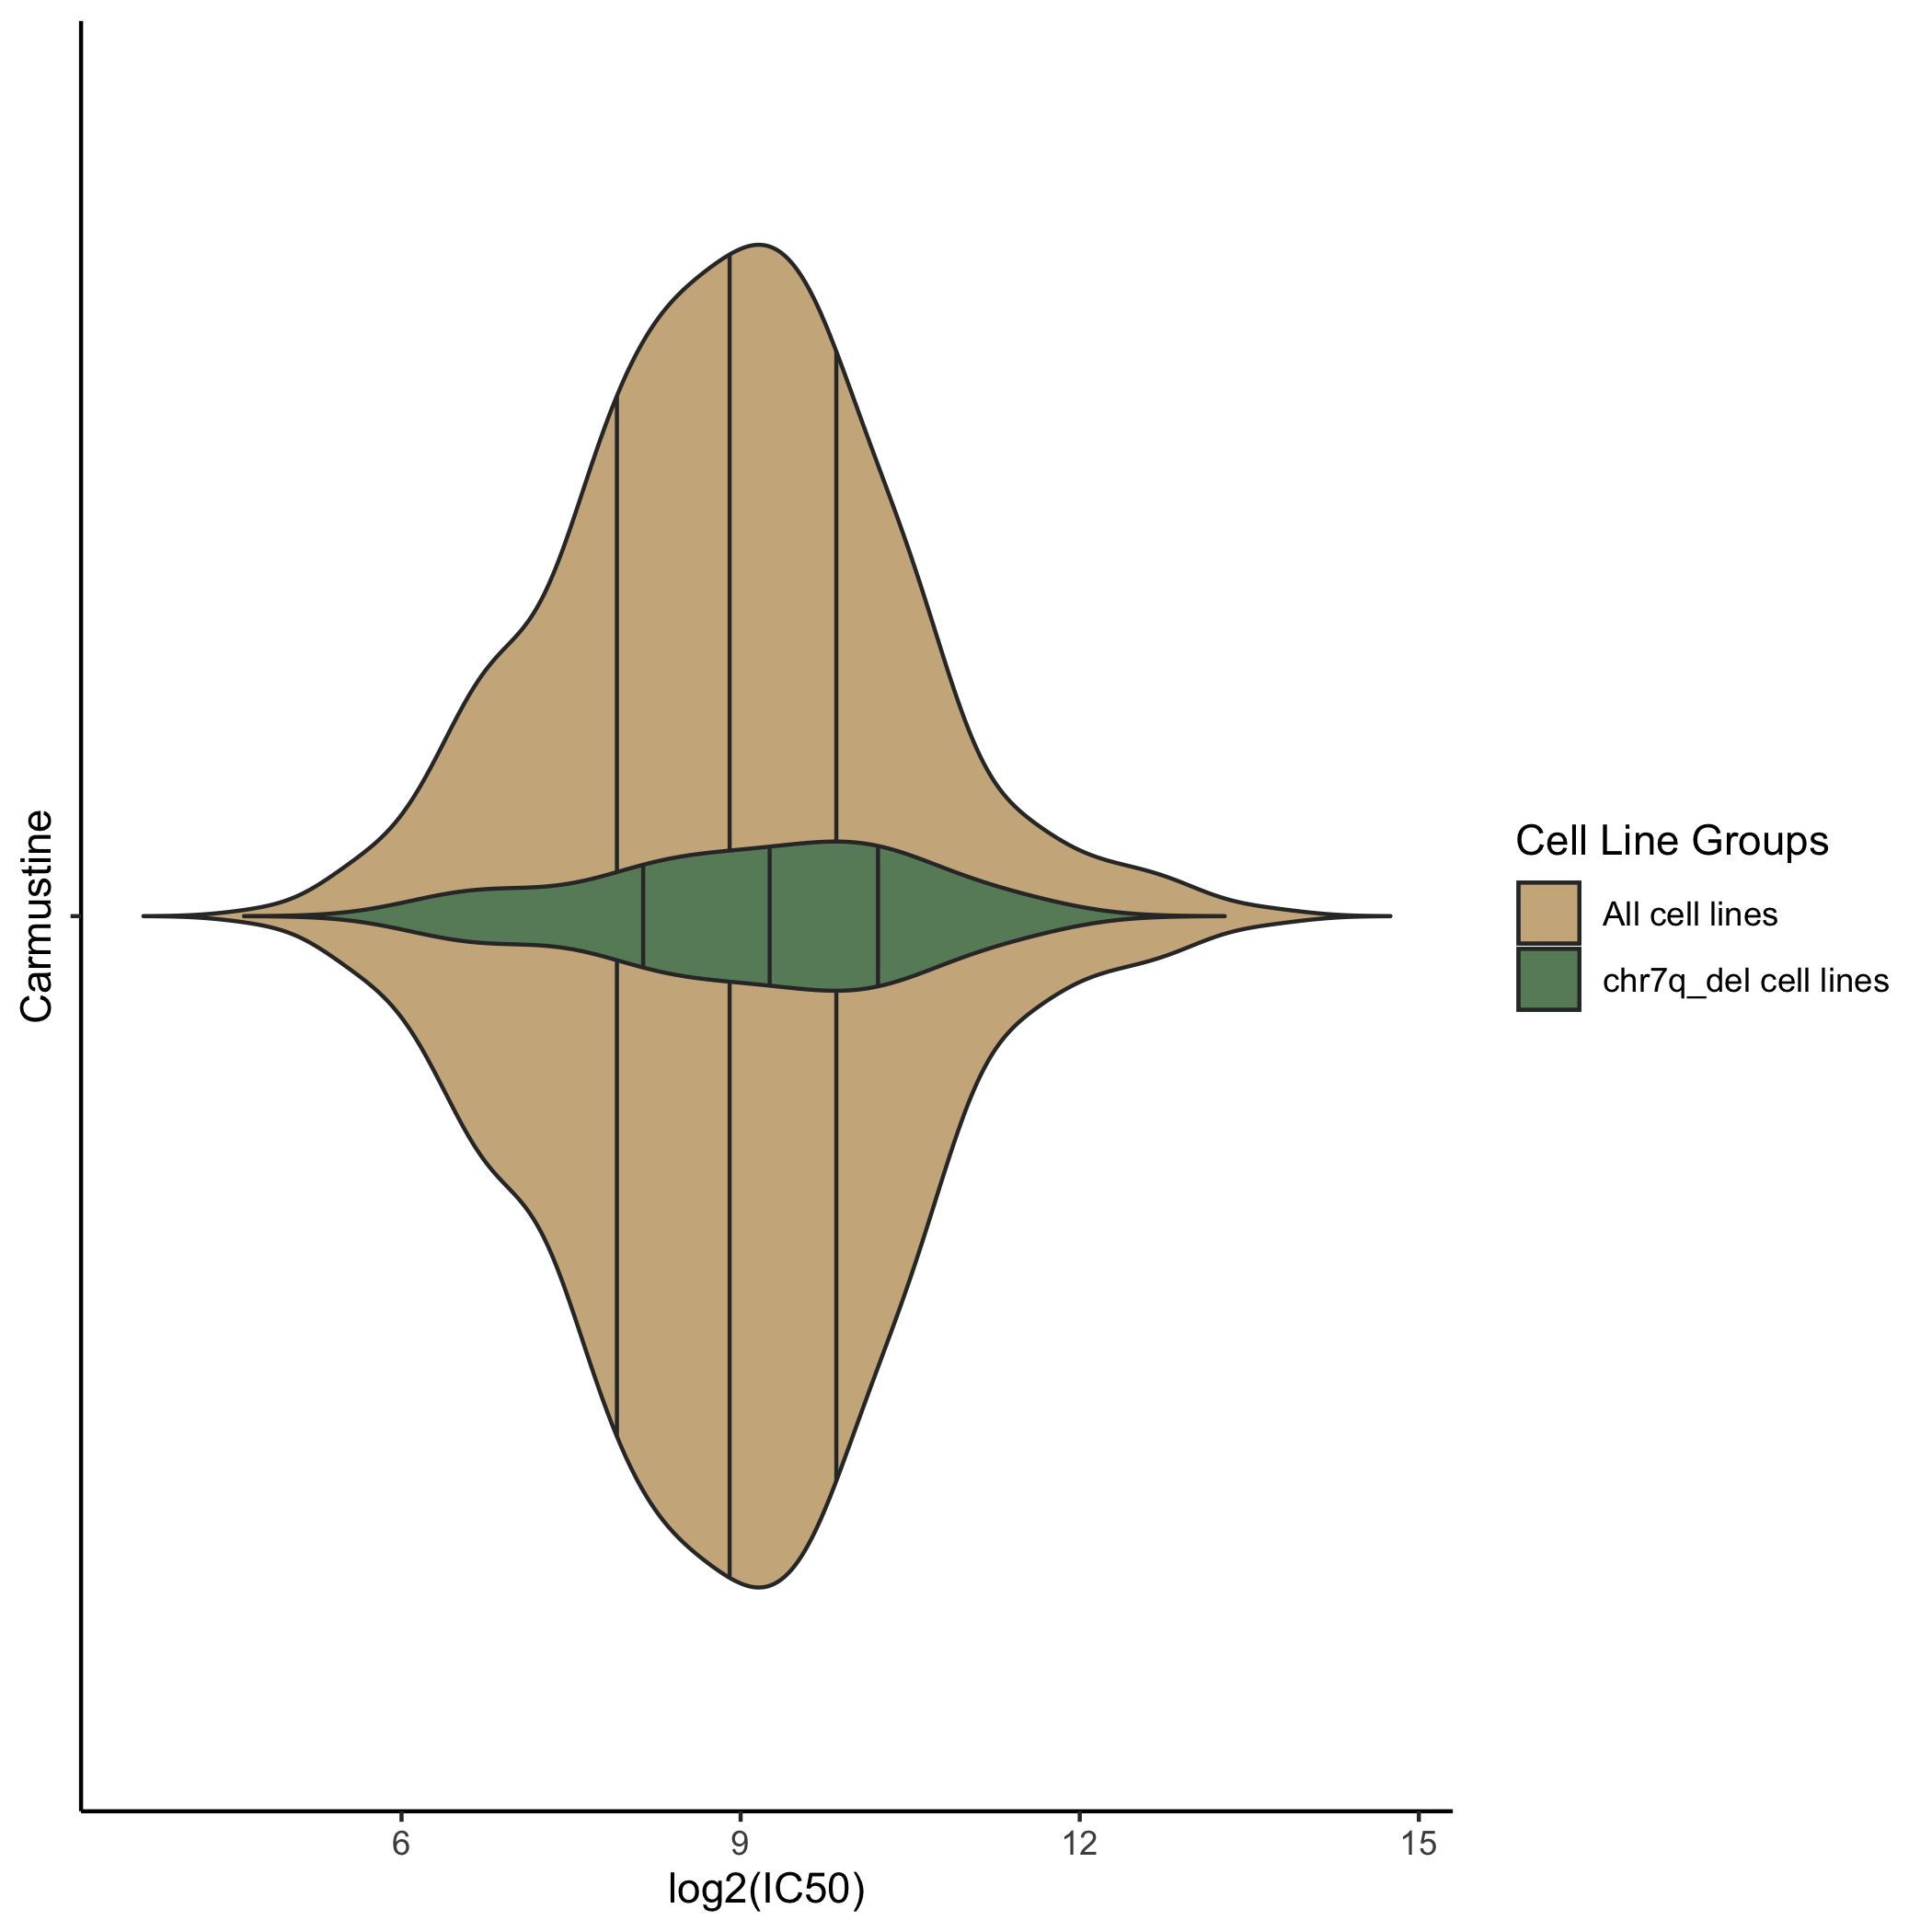 Carmustine
6
9
12
15
log2(IC50)
Cell Line Groups
All cell lines
chr7q_del cell lines